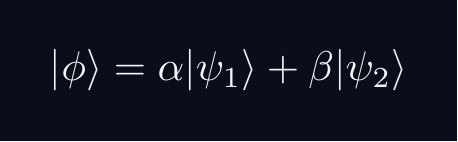 |ϕ⟩ = α|ψ₁⟩ + β|ψ₂⟩